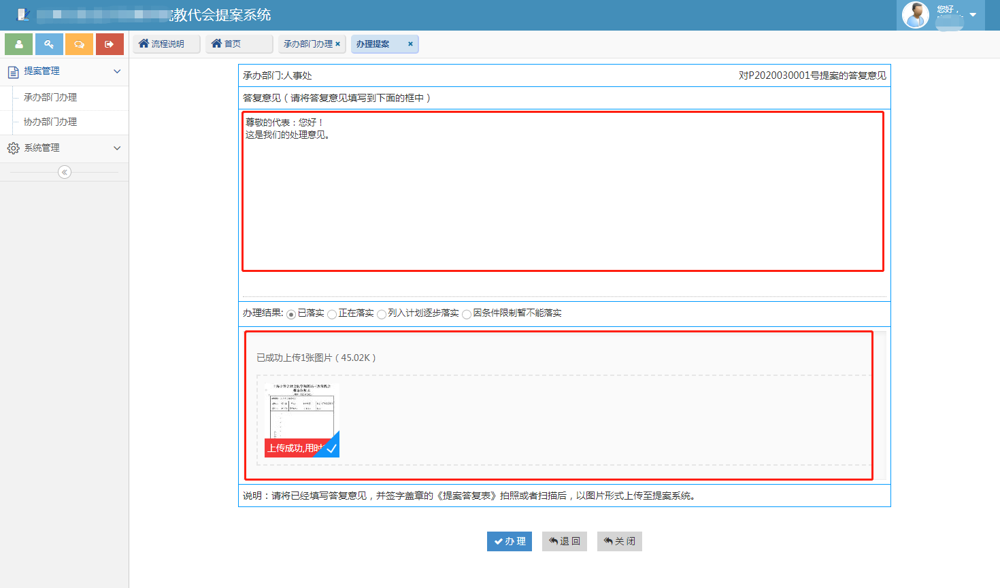 教代会提案系统
您好，
流程说明
首页
承办部门办理 ×
办理提案 ×
提案管理
承办部门办理
协办部门办理
系统管理
承办部门:人事处
对P2020030001号提案的答复意见
答复意见（请将答复意见填写到下面的框中）
尊敬的代表：您好！
这是我们的处理意见。
办理结果: 已落实 正在落实 列入计划逐步落实 因条件限制暂不能落实
已成功上传1张图片（45.02K）
上传成功,用时
说明：请将已经填写答复意见，并签字盖章的《提案答复表》拍照或者扫描后，以图片形式上传至提案系统。
办 理
退 回
关 闭